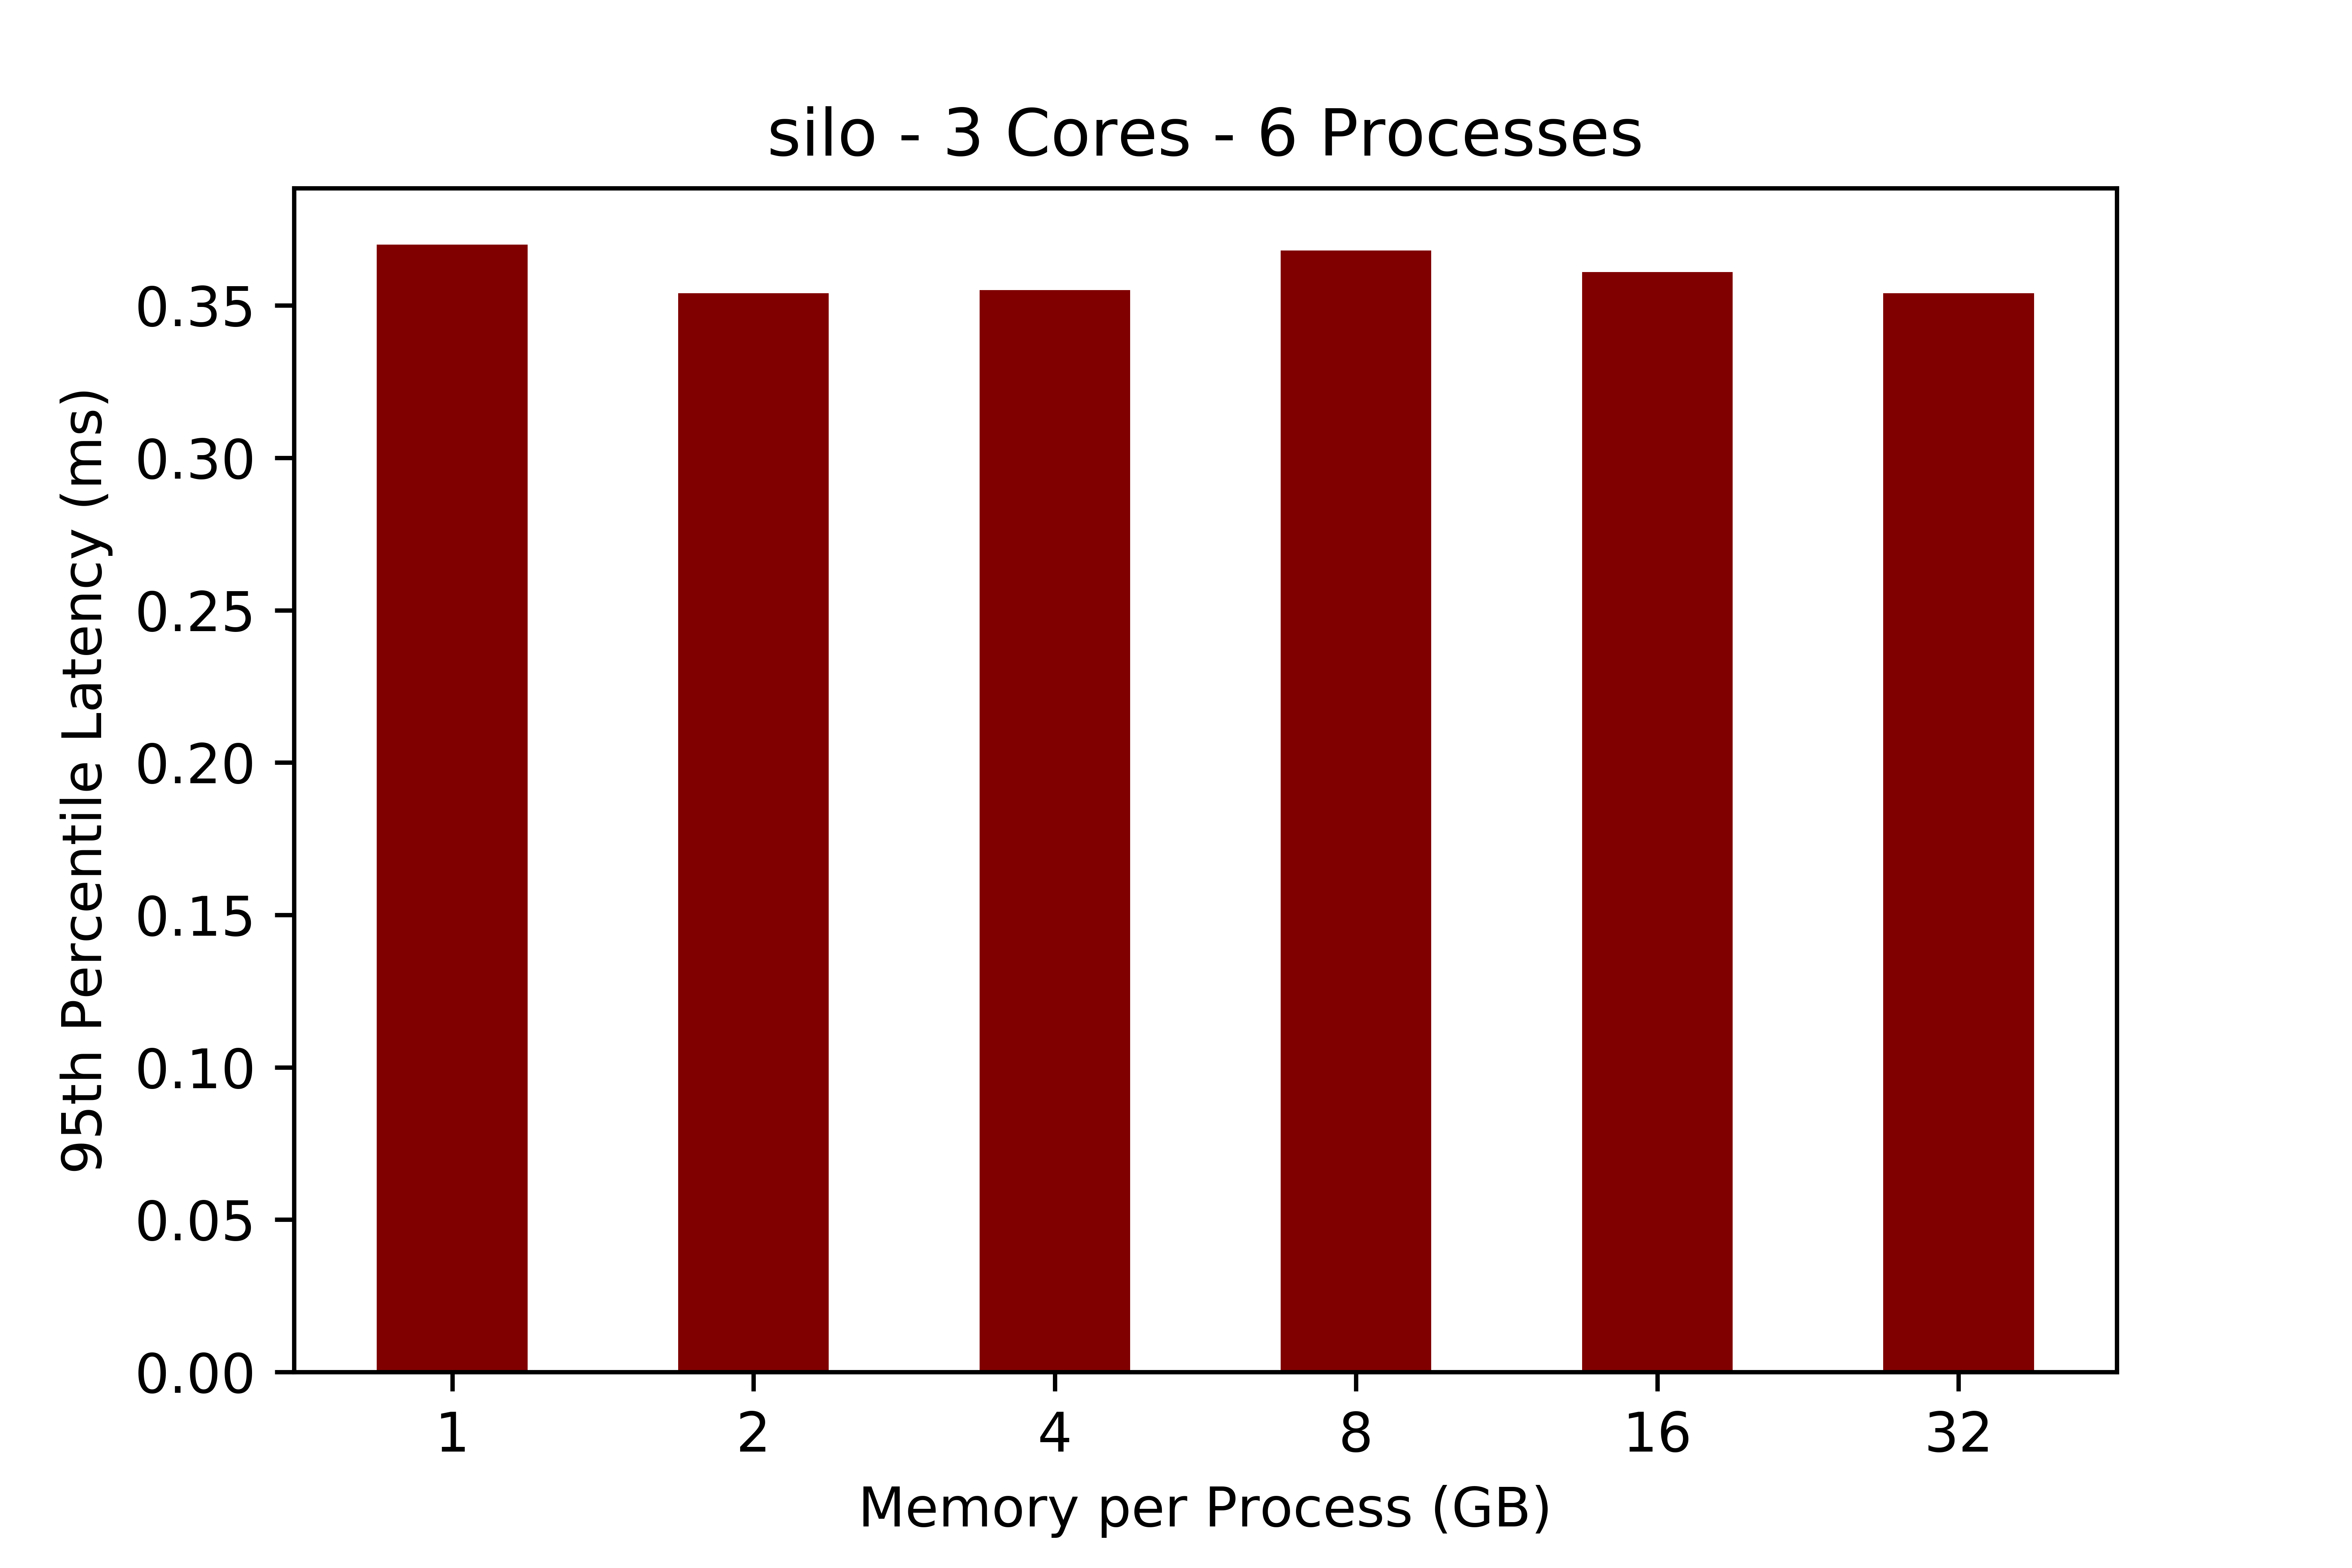 silo - 3 Cores - 6 Processes
95th Percentile Latency (ms)
0.35
0.30
0.25
0.20
0.15
0.10
0.05
0.00
1 2 4 8 16 32
Memory per Process (GB)